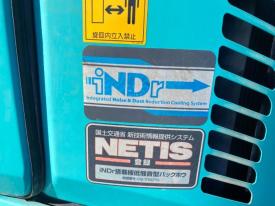 旋回内立入禁止
iNDr
Integrated Noise & Dust Reduction Cooling System
国土交通省 新技術情報提供システム
NETIS
登録
iNDr搭載極低騒音型バックホウ